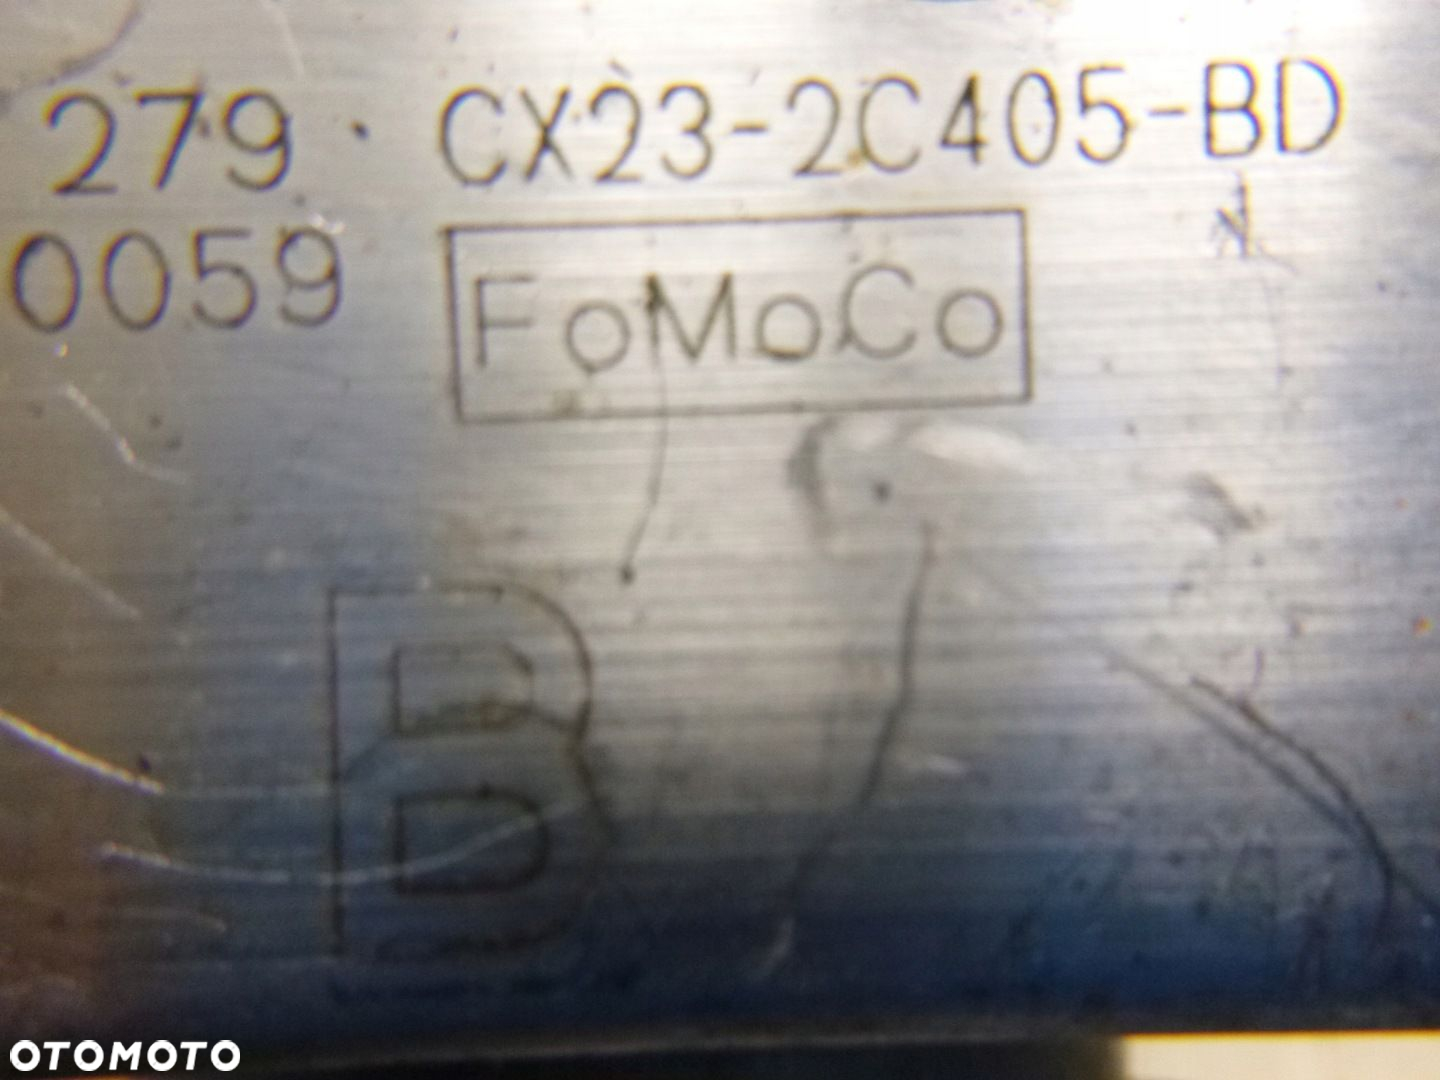 279 · CX23-2C405-BD
0059
FoMoCo
B
OTOMOTO